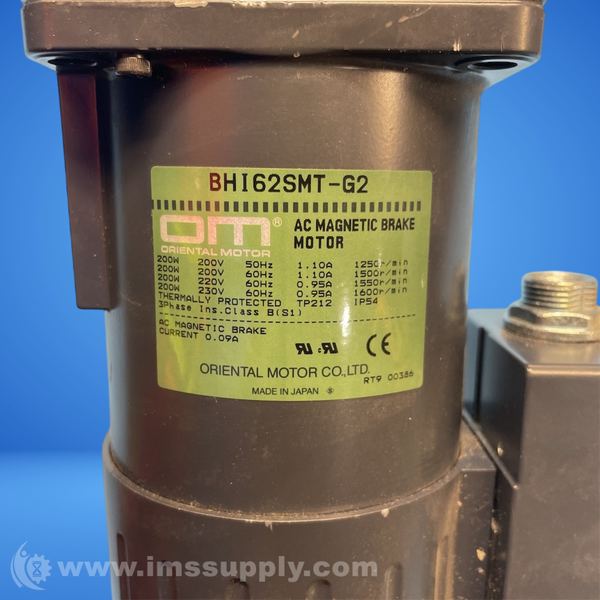 BHI62SMT-G2
OM® AC MAGNETIC BRAKE
ORIENTAL MOTOR MOTOR
200W 200V 50Hz 1.10A 1250r/min
200W 200V 60Hz 1.10A 1500r/min
200W 220V 60Hz 0.95A 1550r/min
200W 230V 60Hz 0.95A 1600r/min
THERMALLY PROTECTED TP212 IP54
3Phase Ins.Class B(S1)
AC MAGNETIC BRAKE
CURRENT 0.09A
CE
ORIENTAL MOTOR CO.,LTD.
RT9 00386
MADE IN JAPAN
www.imssupply.com